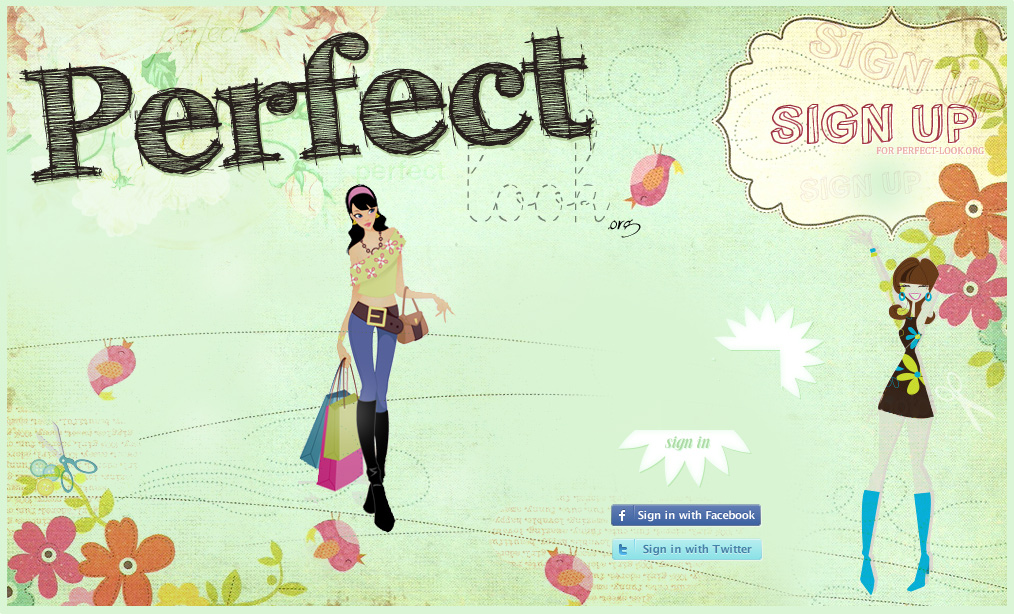 Perfect
perfect
look
.org
SIGN UP
SIGN UP
FOR PERFECT-LOOK.ORG
SIGN UP
sign in
Sign in with Facebook
Sign in with Twitter